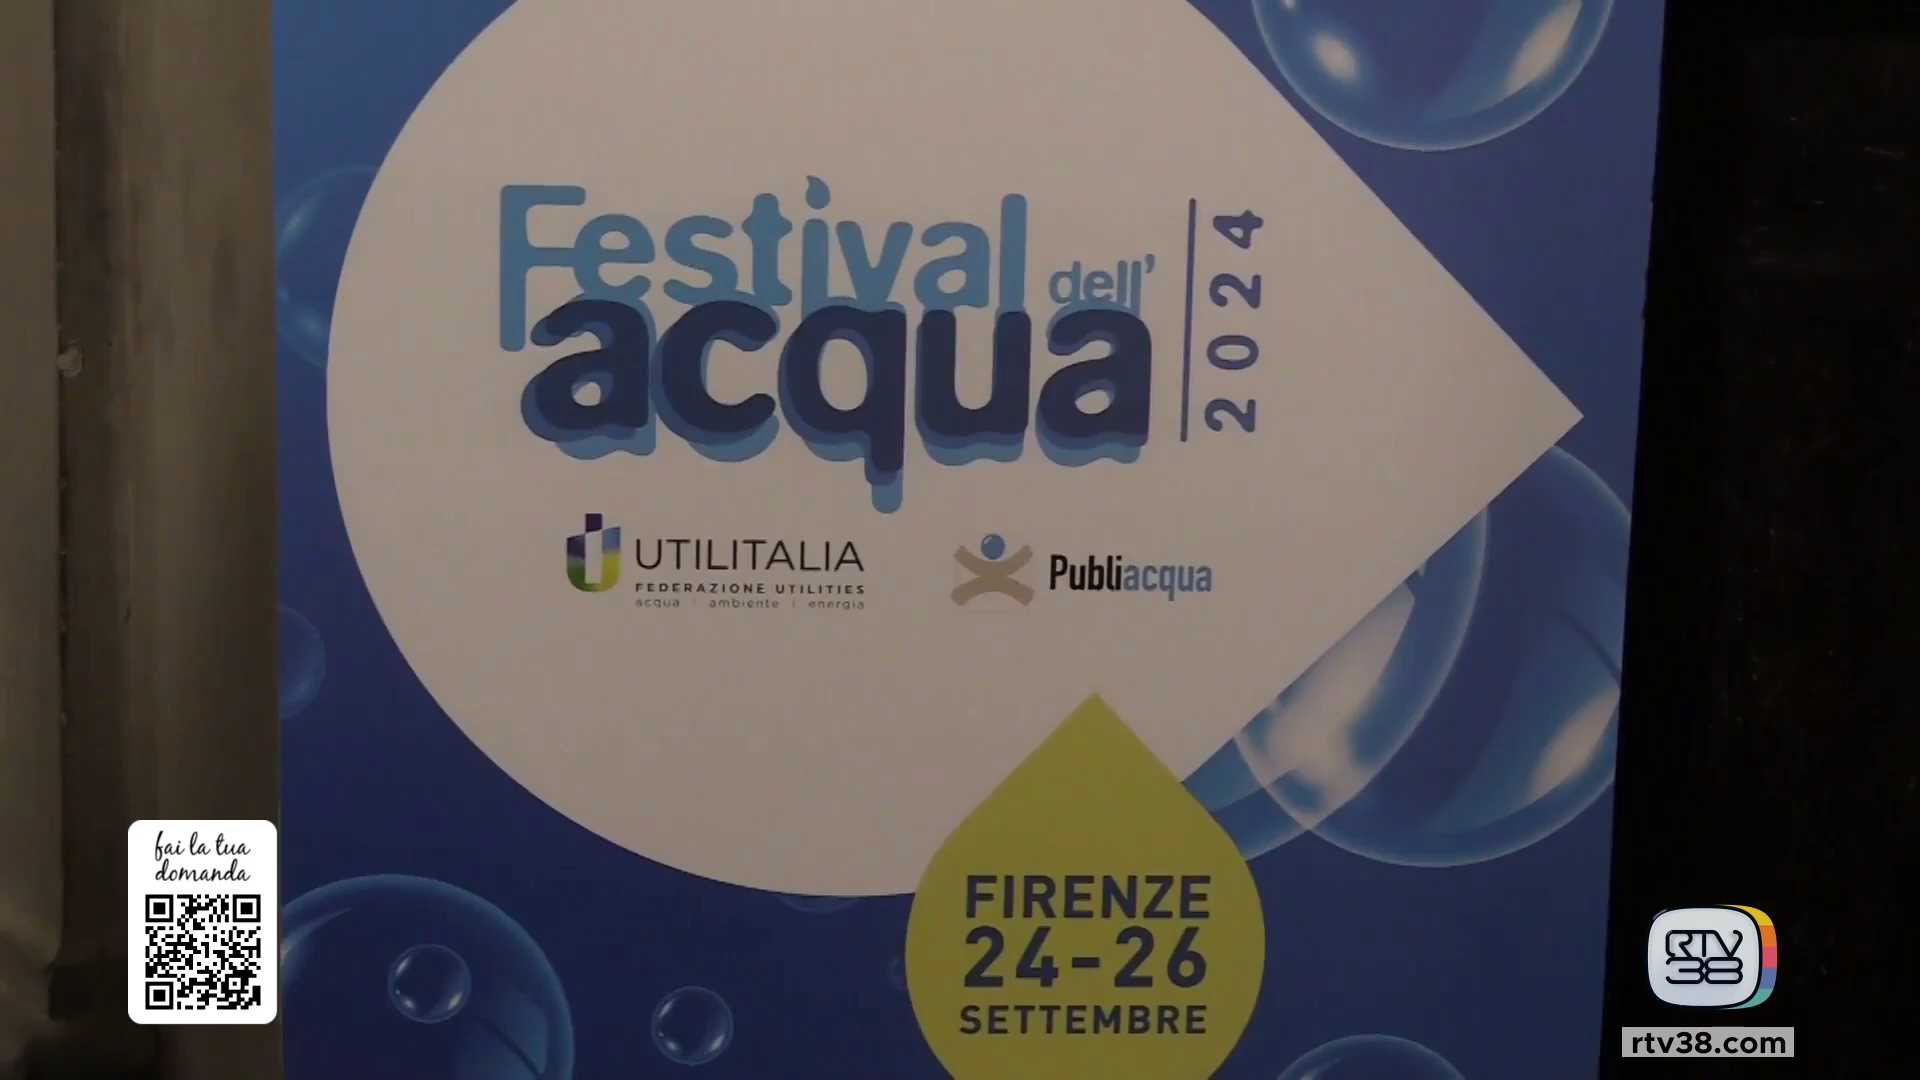 Festival dell'
acqua
2024
UTILITALIA
FEDERAZIONE UTILITIES
acqua | ambiente | energia
Publiacqua
FIRENZE
24-26
SETTEMBRE
fai la tua
domanda
RTV
38
rtv38.com